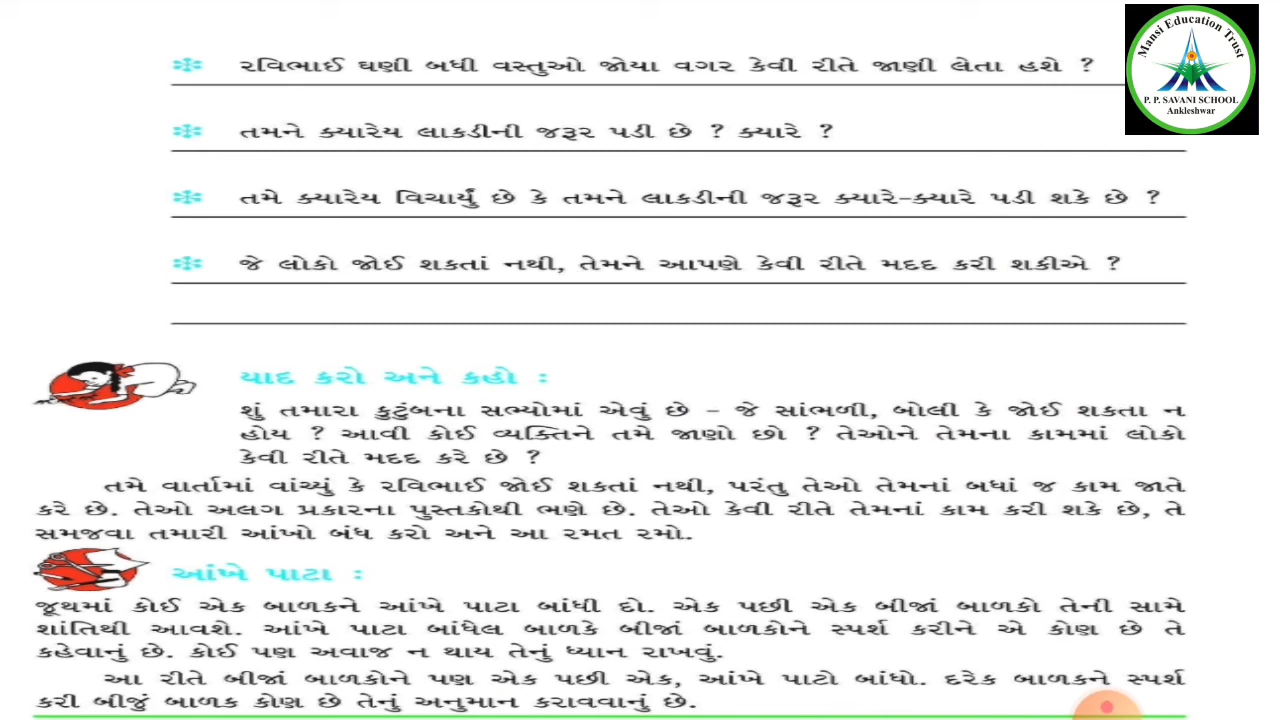 Mansi Education Trust
P. P. SAVANI SCHOOL
Ankleshwar
રવિભાઈ ઘણી બધી વસ્તુઓ જોયા વગર કેવી રીતે જાણી લેતા હશે ?
તમને ક્યારેય લાકડીની જરૂર પડી છે ? ક્યારે ?
તમે ક્યારેય વિચાર્યું છે કે તમને લાકડીની જરૂર ક્યારે-ક્યારે પડી શકે છે ?
જે લોકો જોઈ શકતાં નથી, તેમને આપણે કેવી રીતે મદદ કરી શકીએ ?
યાદ કરો અને કહો :
શું તમારા કુટુંબના સભ્યોમાં એવું છે - જે સાંભળી, બોલી કે જોઈ શકતા ન
હોય ? આવી કોઈ વ્યક્તિને તમે જાણો છો ? તેઓને તેમના કામમાં લોકો
કેવી રીતે મદદ કરે છે ?
તમે વાર્તામાં વાંચ્યું કે રવિભાઈ જોઈ શકતાં નથી, પરંતુ તેઓ તેમનાં બધાં જ કામ જાતે
કરે છે. તેઓ અલગ પ્રકારના પુસ્તકોથી ભણે છે. તેઓ કેવી રીતે તેમનાં કામ કરી શકે છે, તે
સમજવા તમારી આંખો બંધ કરો અને આ રમત રમો.
આંખે પાટા :
જૂથમાં કોઈ એક બાળકને આંખે પાટા બાંધી દો. એક પછી એક બીજાં બાળકો તેની સામે
શાંતિથી આવશે. આંખે પાટા બાંધેલ બાળકે બીજાં બાળકોને સ્પર્શ કરીને એ કોણ છે તે
કહેવાનું છે. કોઈ પણ અવાજ ન થાય તેનું ધ્યાન રાખવું.
આ રીતે બીજાં બાળકોને પણ એક પછી એક, આંખે પાટો બાંધો. દરેક બાળકને સ્પર્શ
કરી બીજું બાળક કોણ છે તેનું અનુમાન કરાવવાનું છે.